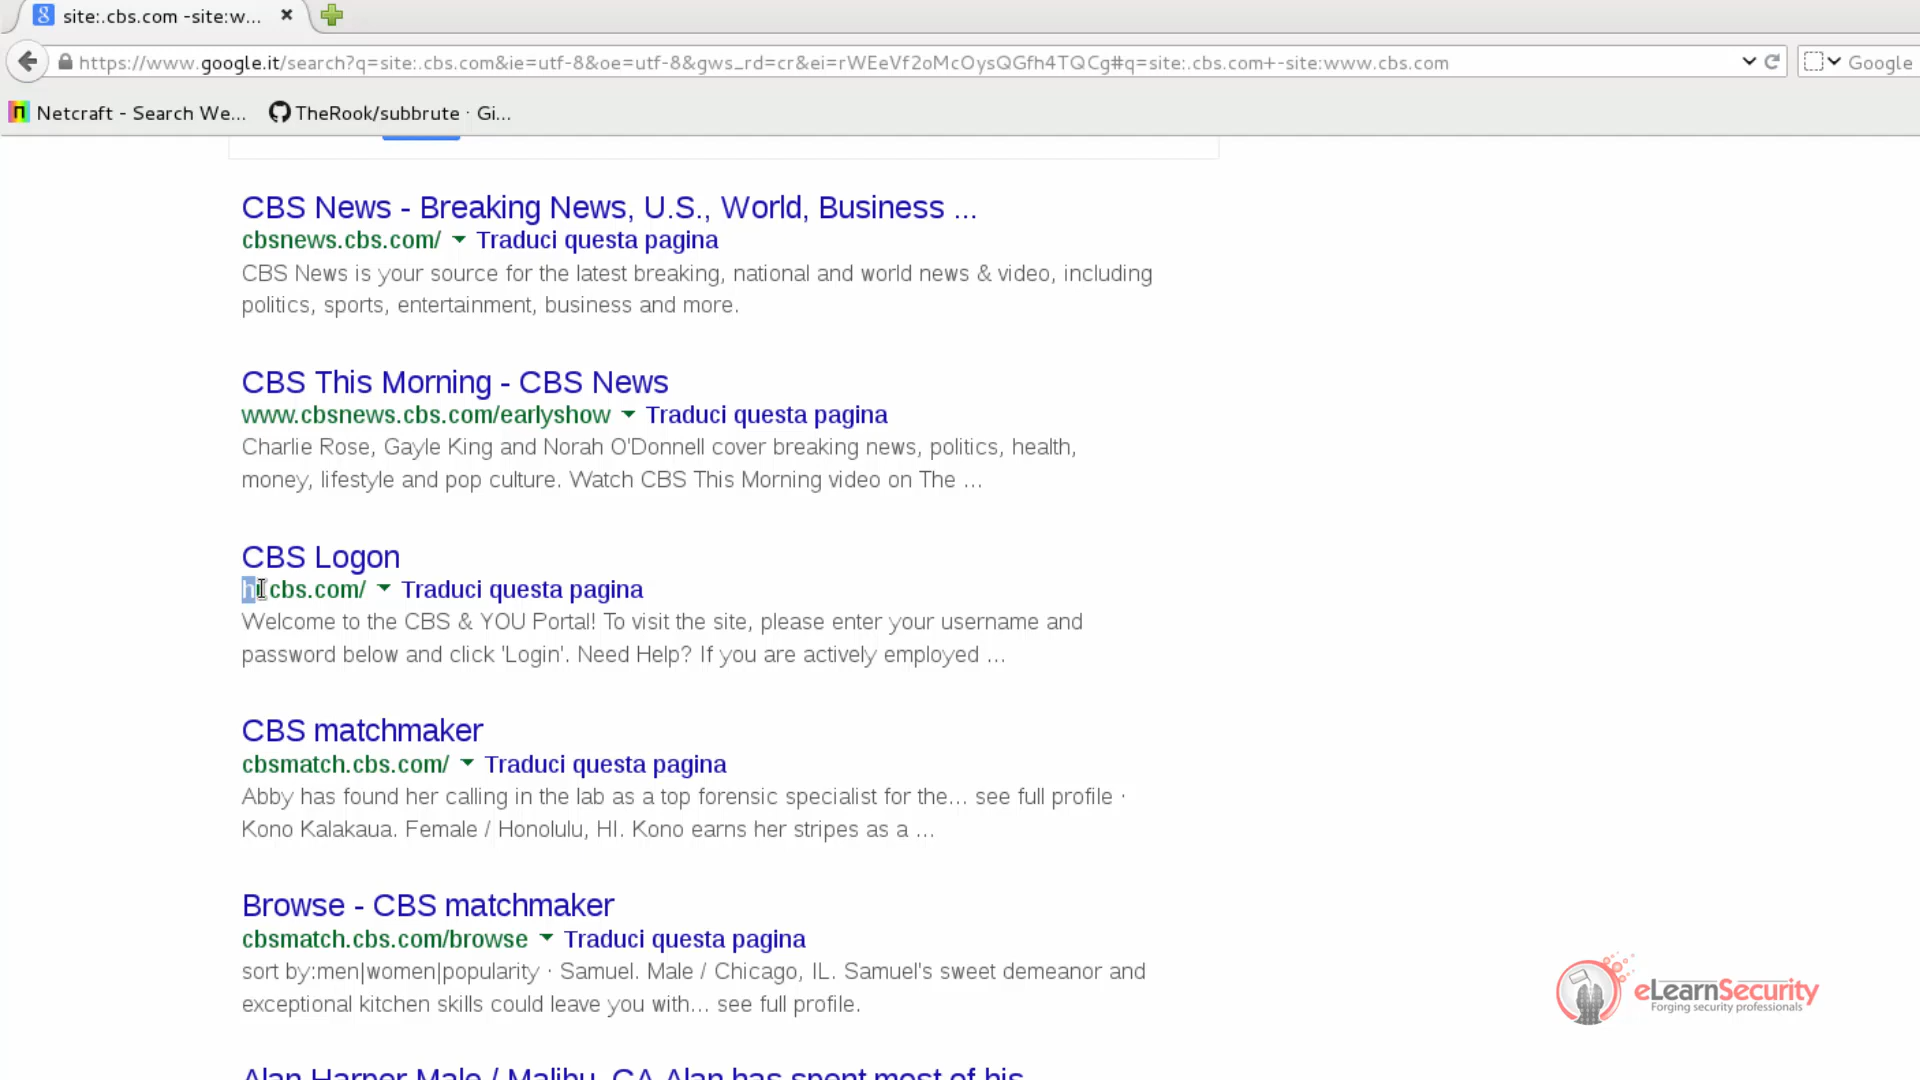 site:.cbs.com -site:w...
https://www.google.it/search?q=site:.cbs.com&ie=utf-8&oe=utf-8&gws_rd=cr&ei=rWEeVf2oMcOysQGfh4TQCg#q=site:.cbs.com+-site:www.cbs.com
Google
Netcraft - Search We...
TheRook/subbrute · Gi...
CBS News - Breaking News, U.S., World, Business ...
cbsnews.cbs.com/ Traduci questa pagina
CBS News is your source for the latest breaking, national and world news & video, including
politics, sports, entertainment, business and more.
CBS This Morning - CBS News
www.cbsnews.cbs.com/earlyshow Traduci questa pagina
Charlie Rose, Gayle King and Norah O'Donnell cover breaking news, politics, health,
money, lifestyle and pop culture. Watch CBS This Morning video on The ...
CBS Logon
cbs.com/ Traduci questa pagina
Welcome to the CBS & YOU Portal! To visit the site, please enter your username and
password below and click 'Login'. Need Help? If you are actively employed ...
CBS matchmaker
cbsmatch.cbs.com/ Traduci questa pagina
Abby has found her calling in the lab as a top forensic specialist for the... see full profile ·
Kono Kalakaua. Female / Honolulu, HI. Kono earns her stripes as a ...
Browse - CBS matchmaker
cbsmatch.cbs.com/browse Traduci questa pagina
sort by:men|women|popularity · Samuel. Male / Chicago, IL. Samuel's sweet demeanor and
exceptional kitchen skills could leave you with... see full profile.
Alan Harper Male / Malibu, CA Alan has spent most of his
eLearnSecurity
Forging security professionals